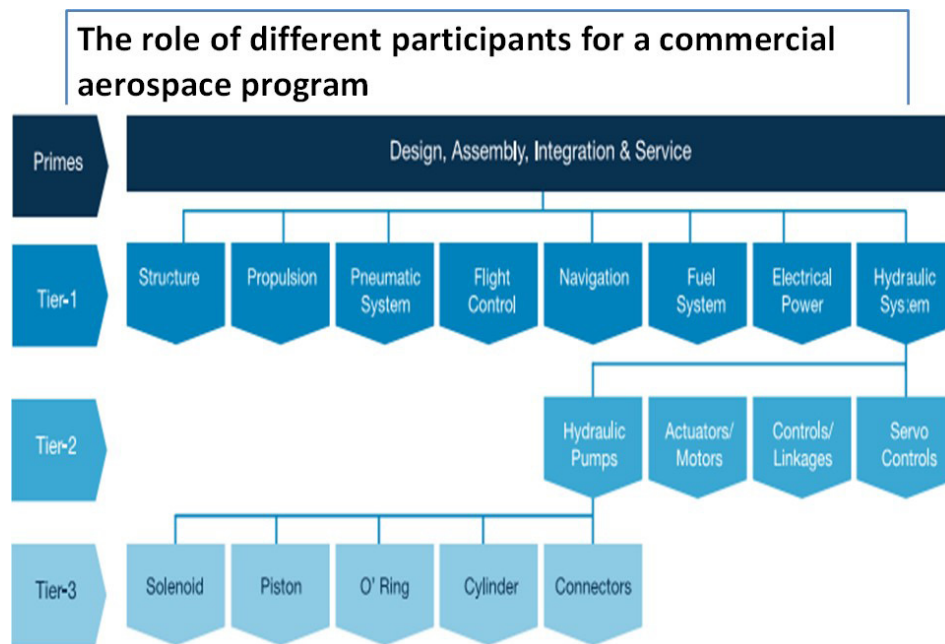 The role of different participants for a commercial
aerospace program
Primes
Design, Assembly, Integration & Service
Tier-1
Structure
Propulsion
Pneumatic
System
Flight
Control
Navigation
Fuel
System
Electrical
Power
Hydraulic
System
Tier-2
Hydraulic
Pumps
Actuators/
Motors
Controls/
Linkages
Servo
Controls
Tier-3
Solenoid
Piston
O' Ring
Cylinder
Connectors